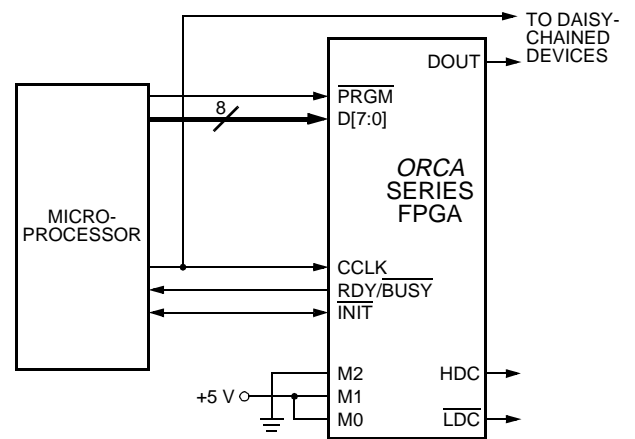 TO DAISY-
CHAINED
DEVICES
DOUT
PRGM
D[7:0]
8
ORCA
SERIES
FPGA
MICRO-
PROCESSOR
CCLK
RDY/BUSY
INIT
M2
HDC
+5 V
M1
M0
LDC